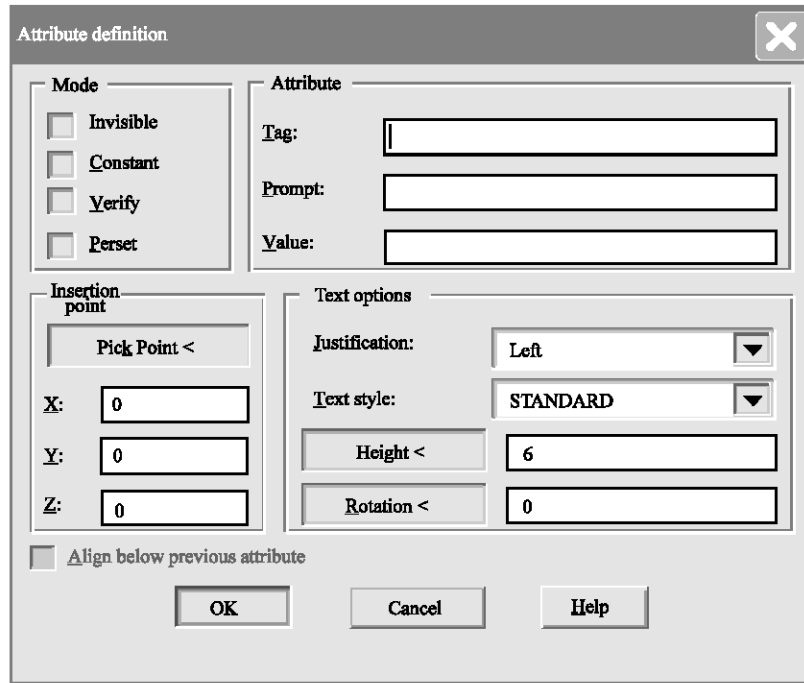 Attribute definition
Mode
Invisible
Constant
Verify
Perset
Attribute
Tag:
Prompt:
Value:
Insertion
point
Pick Point <
X: 0
Y: 0
Z: 0
Text options
Justification: Left
Text style: STANDARD
Height < 6
Rotation < 0
Align below previous attribute
OK Cancel Help